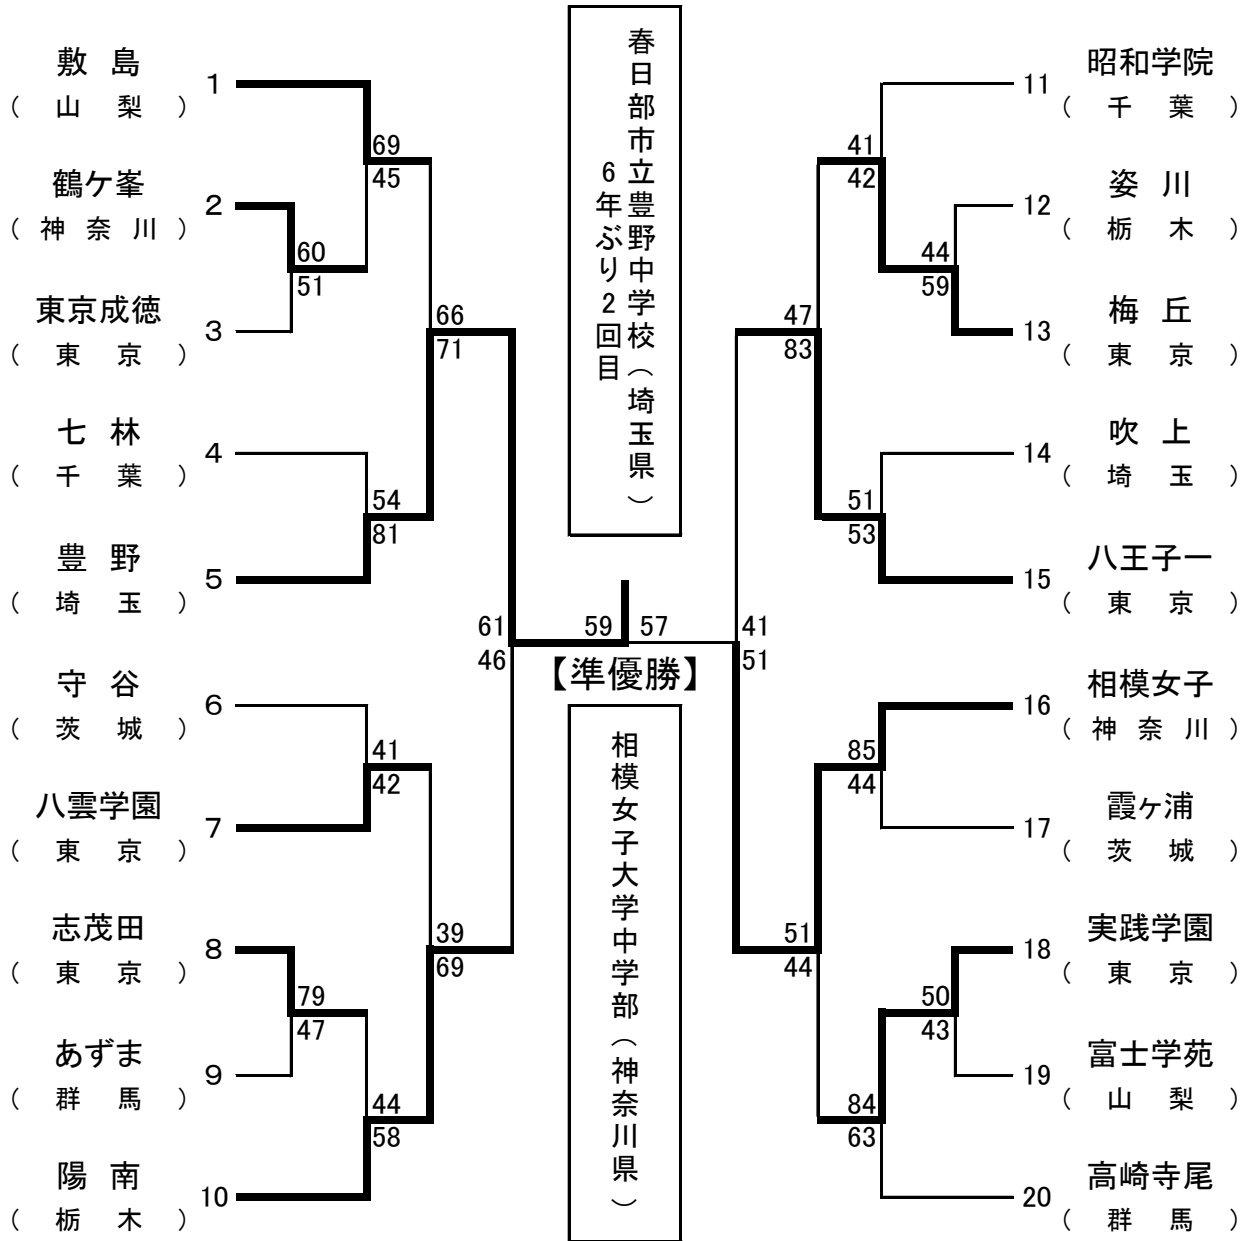 敷島
1
（山梨）
69
45
鶴ケ峯
2
（神奈川）
60
51
東京成徳
3
（東京）
66
71
七林
4
（千葉）
54
81
豊野
5
（埼玉）
61
46
守谷
6
（茨城）
41
42
八雲学園
7
（東京）
志茂田
8
（東京）
39
69
79
47
あずま
9
（群馬）
44
58
陽南
10
（栃木）
春日部市立豊野中学校（埼玉県）
6年ぶり2回目
59 57
【準優勝】
相模女子大学中学部（神奈川県）
昭和学院
11
（千葉）
41
42
姿川
12
（栃木）
44
59
梅丘
13
（東京）
47
83
吹上
14
（埼玉）
51
53
八王子一
15
（東京）
41
51
相模女子
16
（神奈川）
85
44
霞ヶ浦
17
（茨城）
実践学園
18
（東京）
51
44
50
43
富士学苑
19
（山梨）
84
63
高崎寺尾
20
（群馬）